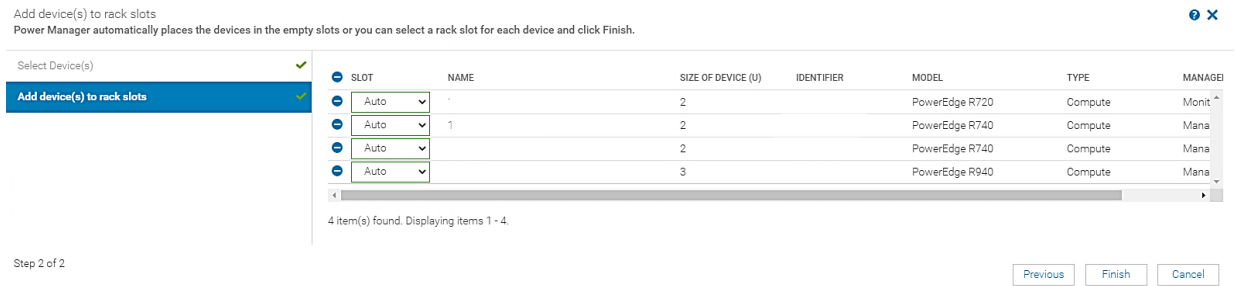 Add device(s) to rack slots
Power Manager automatically places the devices in the empty slots or you can select a rack slot for each device and click Finish.
Select Device(s)
Add device(s) to rack slots
SLOT NAME SIZE OF DEVICE (U) IDENTIFIER MODEL TYPE MANAGEI
Auto 2 PowerEdge R720 Compute Monit
Auto 1 2 PowerEdge R740 Compute Mana
Auto 2 PowerEdge R740 Compute Mana
Auto 3 PowerEdge R940 Compute Mana
4 item(s) found. Displaying items 1 - 4.
Step 2 of 2
Previous Finish Cancel